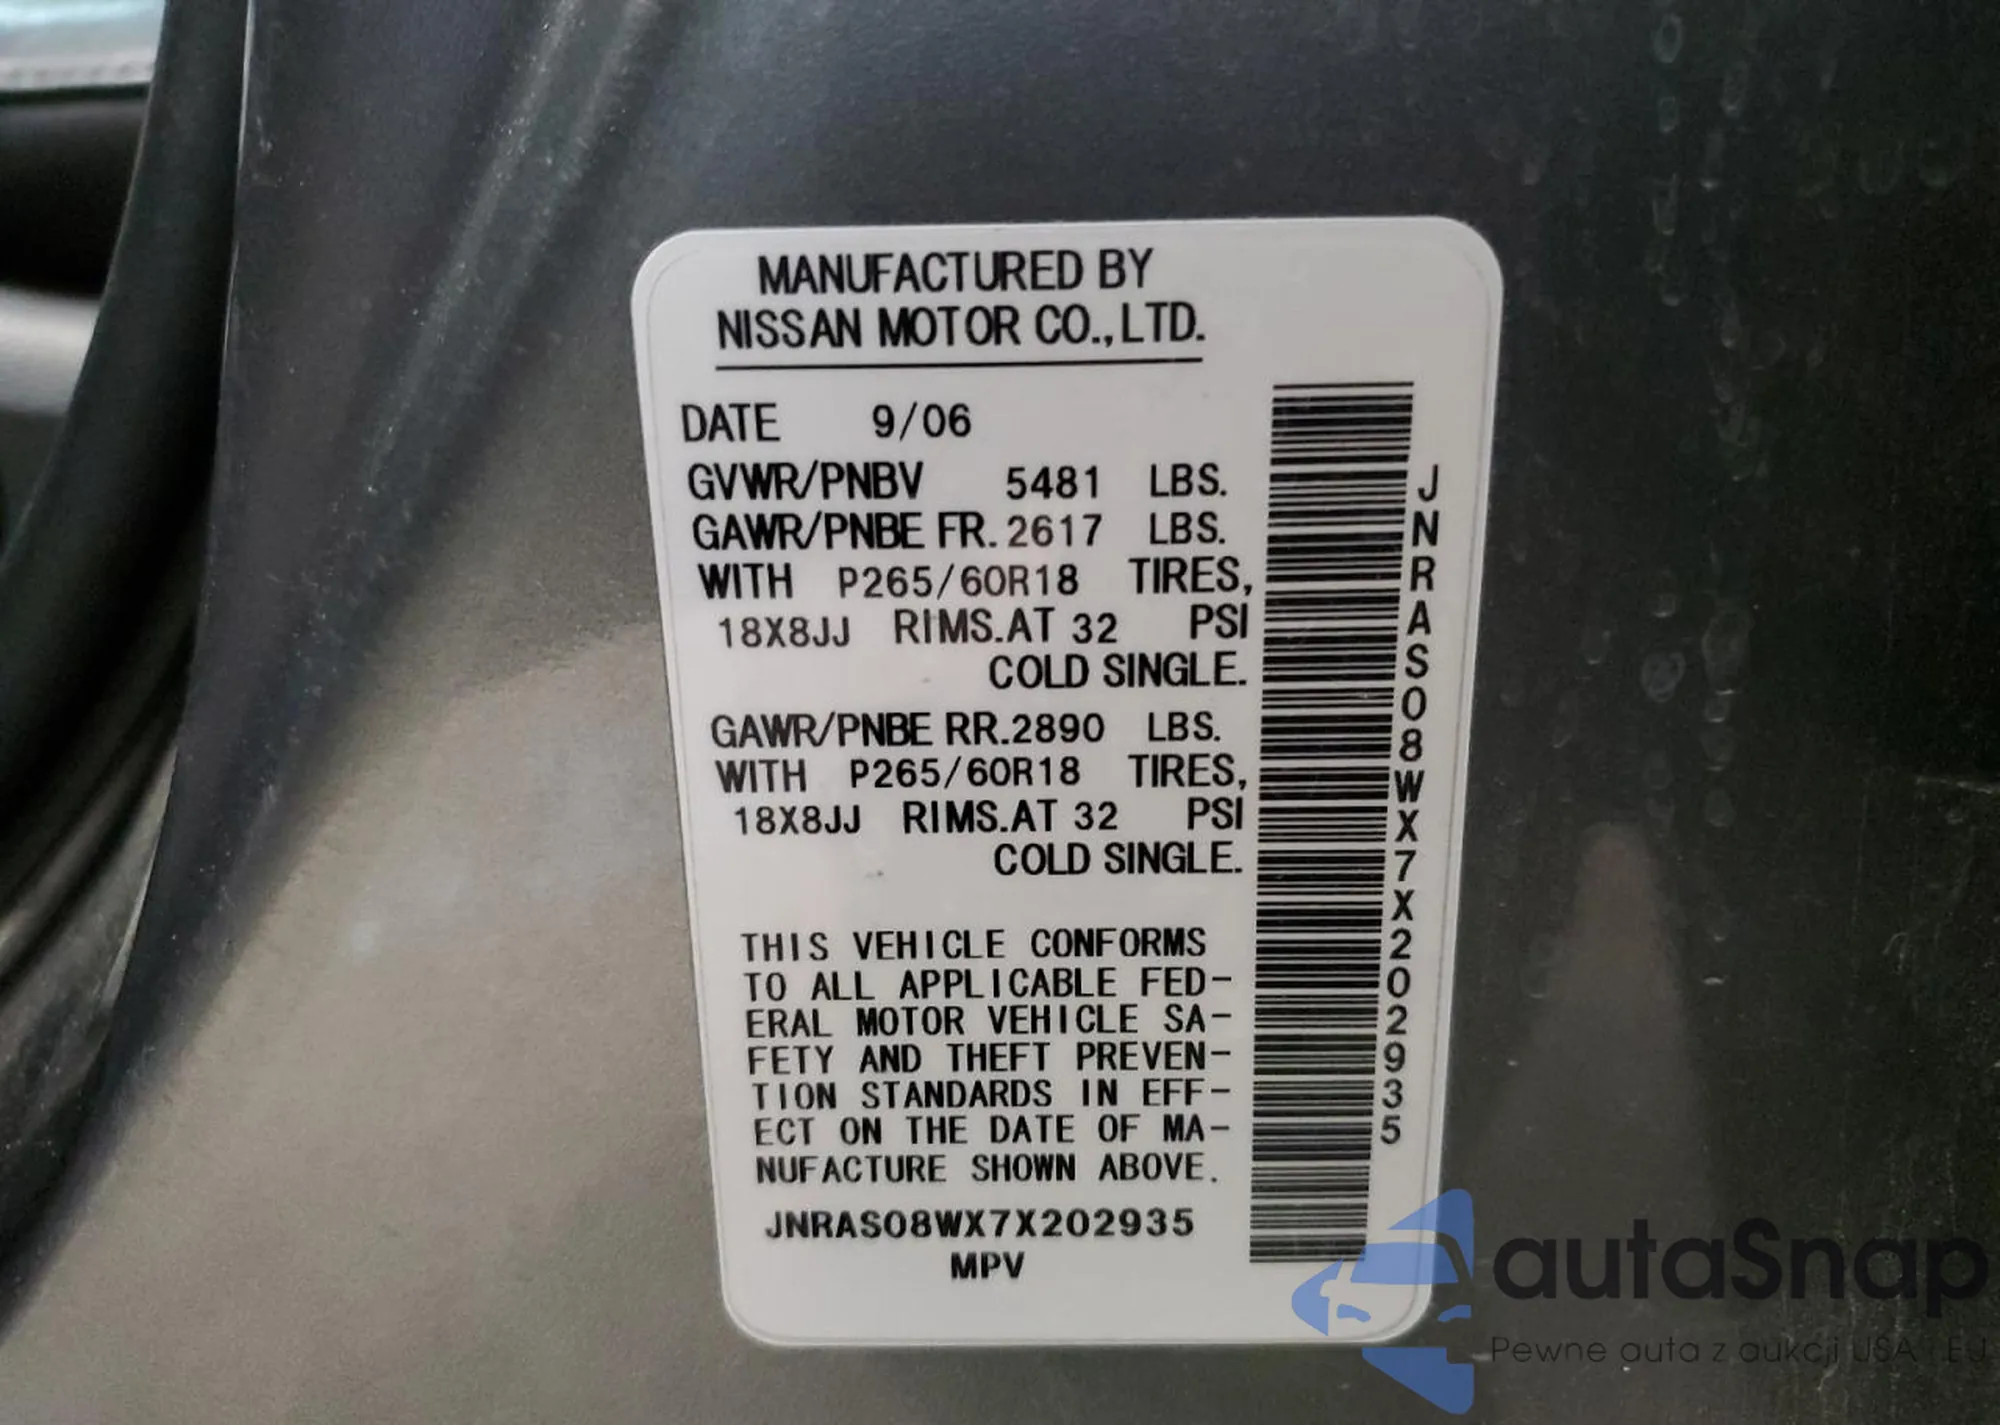 MANUFACTURED BY
NISSAN MOTOR CO., LTD.
DATE 9/06
GVWR/PNBV 5481 LBS.
GAWR/PNBE FR. 2617 LBS.
WITH P265/60R18 TIRES,
18X8JJ RIMS.AT 32 PSI
COLD SINGLE.
GAWR/PNBE RR. 2890 LBS.
WITH P265/60R18 TIRES,
18X8JJ RIMS.AT 32 PSI
COLD SINGLE.
THIS VEHICLE CONFORMS
TO ALL APPLICABLE FED-
ERAL MOTOR VEHICLE SA-
FETY AND THEFT PREVEN-
TION STANDARDS IN EFF-
ECT ON THE DATE OF MA-
NUFACTURE SHOWN ABOVE.
JNRAS08WX7X202935
MPV
JNRAS08WX7X202935
autaSnap
Pewne auta z aukcji USA i EU